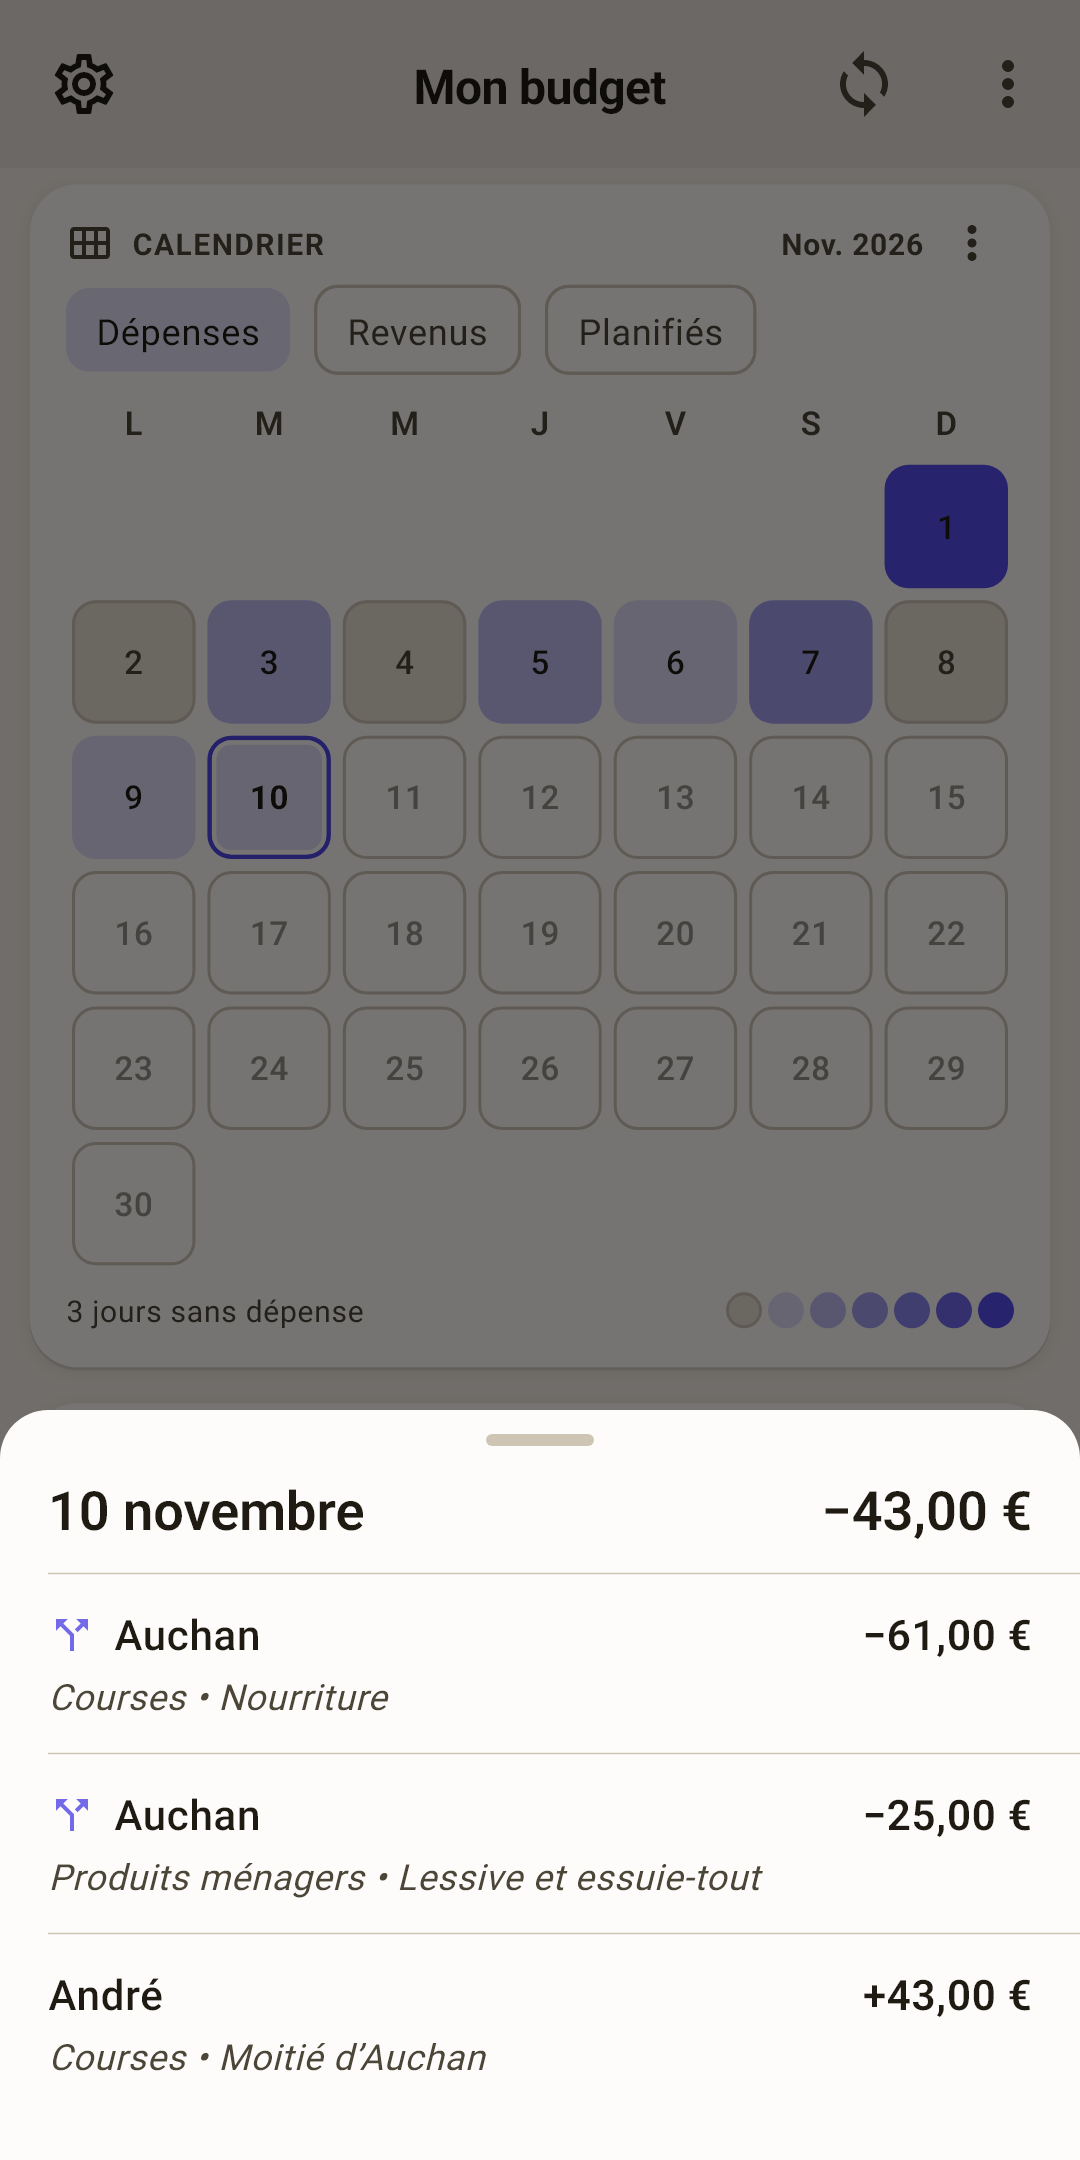 Mon budget
CALENDRIER Nov. 2026
Dépenses Revenus Planifiés
L M M J V S D
1
2 3 4 5 6 7 8
9 10 11 12 13 14 15
16 17 18 19 20 21 22
23 24 25 26 27 28 29
30
3 jours sans dépense
10 novembre −43,00 €
Auchan −61,00 €
Courses • Nourriture
Auchan −25,00 €
Produits ménagers • Lessive et essuie-tout
André +43,00 €
Courses • Moitié d’Auchan